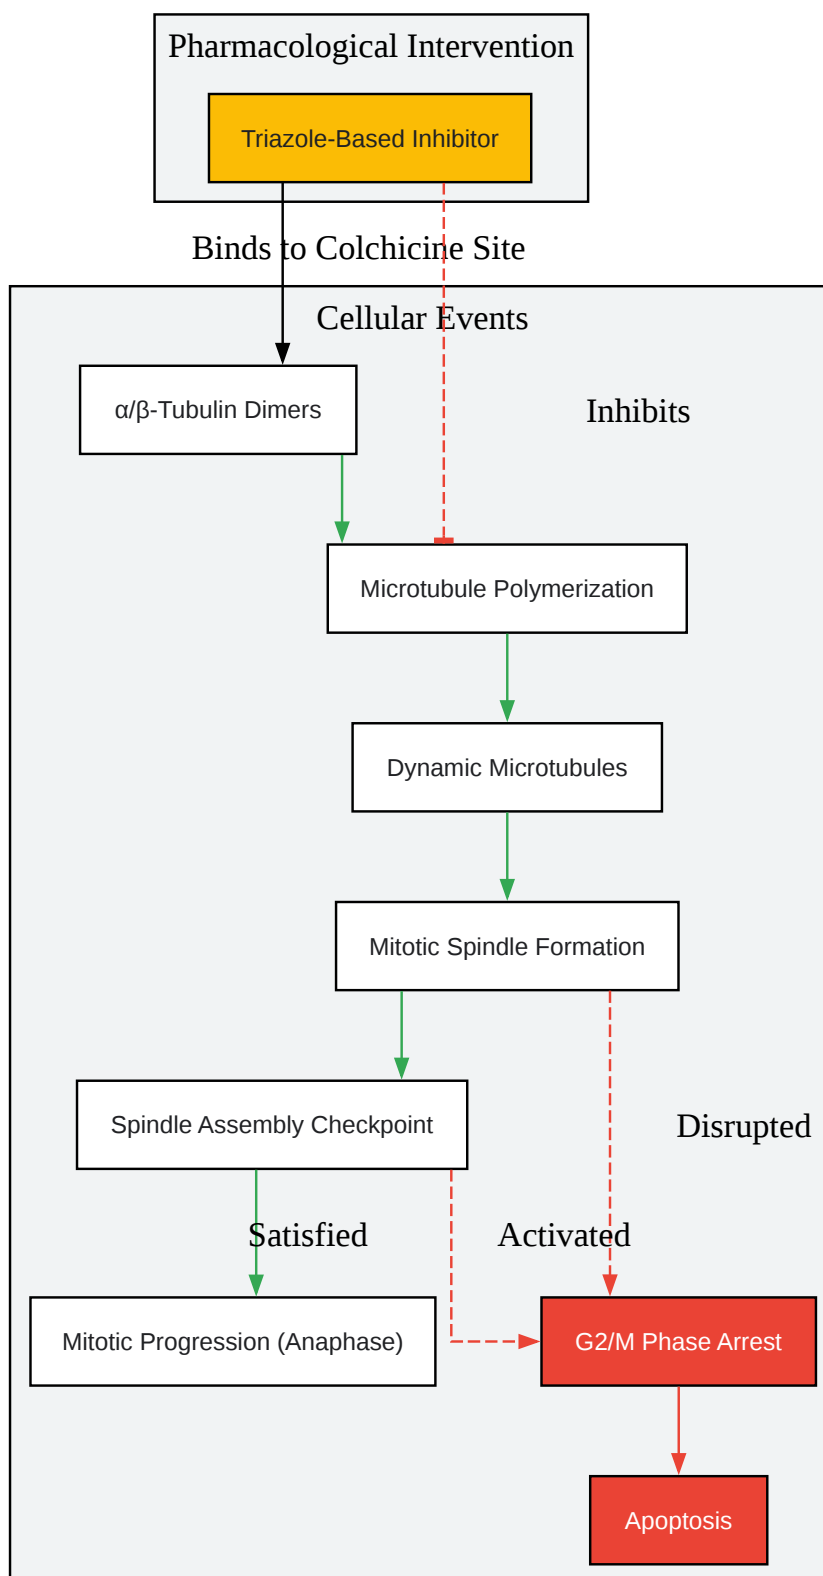 Pharmacological Intervention
Triazole-Based Inhibitor
Binds to Colchicine Site
Cellular Events
α/β-Tubulin Dimers
Inhibits
Microtubule Polymerization
Dynamic Microtubules
Mitotic Spindle Formation
Spindle Assembly Checkpoint
Disrupted
Satisfied
Activated
Mitotic Progression (Anaphase)
G2/M Phase Arrest
Apoptosis